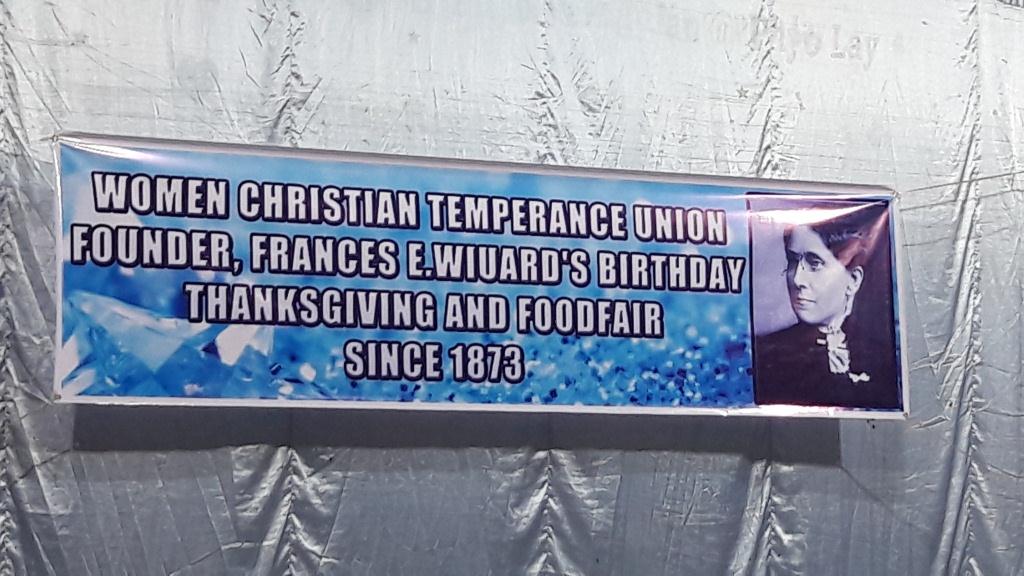 WOMEN CHRISTIAN TEMPERANCE UNION
FOUNDER, FRANCES E.WIUARD'S BIRTHDAY
THANKSGIVING AND FOODFAIR
SINCE 1873